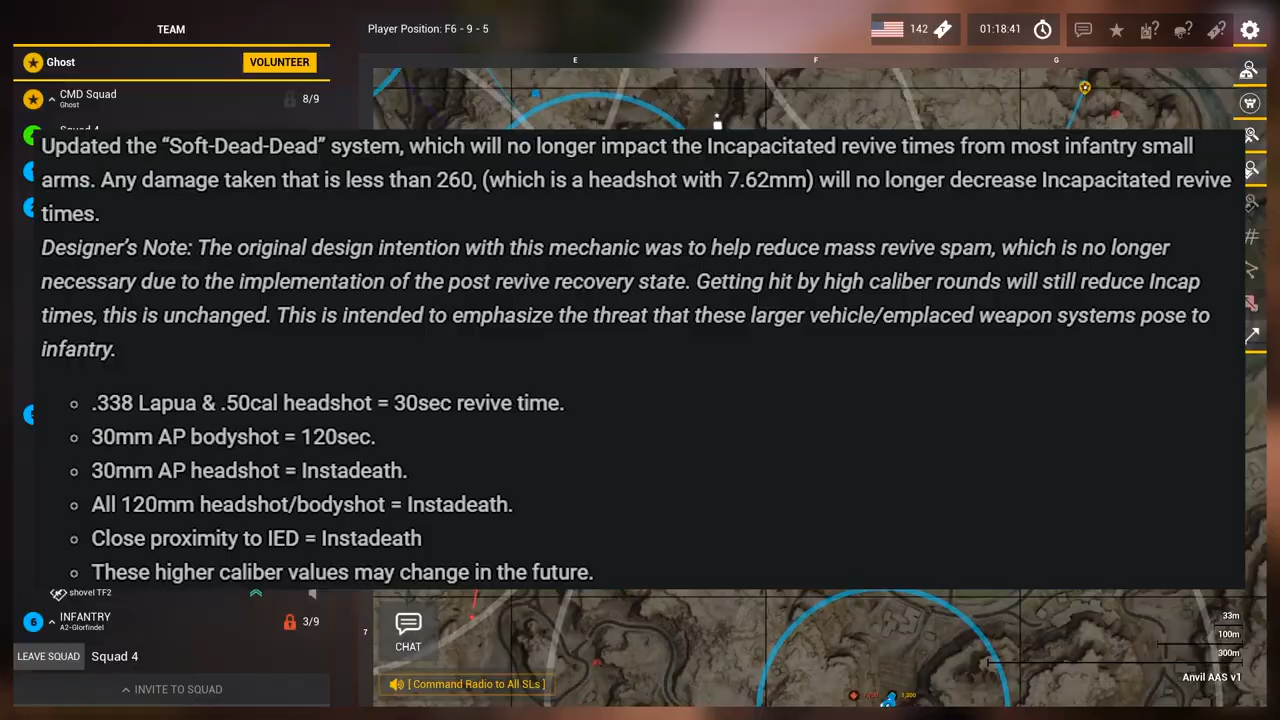 TEAM
Player Position: F6 - 9 - 5
142
01:18:41
Ghost
VOLUNTEER
E
F
G
CMD Squad
Ghost
8/9
Squad 4
Updated the “Soft-Dead-Dead” system, which will no longer impact the Incapacitated revive times from most infantry small
arms. Any damage taken that is less than 260, (which is a headshot with 7.62mm) will no longer decrease Incapacitated revive
times.
Designer’s Note: The original design intention with this mechanic was to help reduce mass revive spam, which is no longer
necessary due to the implementation of the post revive recovery state. Getting hit by high caliber rounds will still reduce Incap
times, this is unchanged. This is intended to emphasize the threat that these larger vehicle/emplaced weapon systems pose to
infantry.
.338 Lapua & .50cal headshot = 30sec revive time.
30mm AP bodyshot = 120sec.
30mm AP headshot = Instadeath.
All 120mm headshot/bodyshot = Instadeath.
Close proximity to IED = Instadeath
These higher caliber values may change in the future.
shovel TF2
6
INFANTRY
A2-Glorfindel
3/9
7
CHAT
33m
100m
300m
LEAVE SQUAD
Squad 4
INVITE TO SQUAD
[ Command Radio to All SLs ]
Anvil AAS v1
1,300